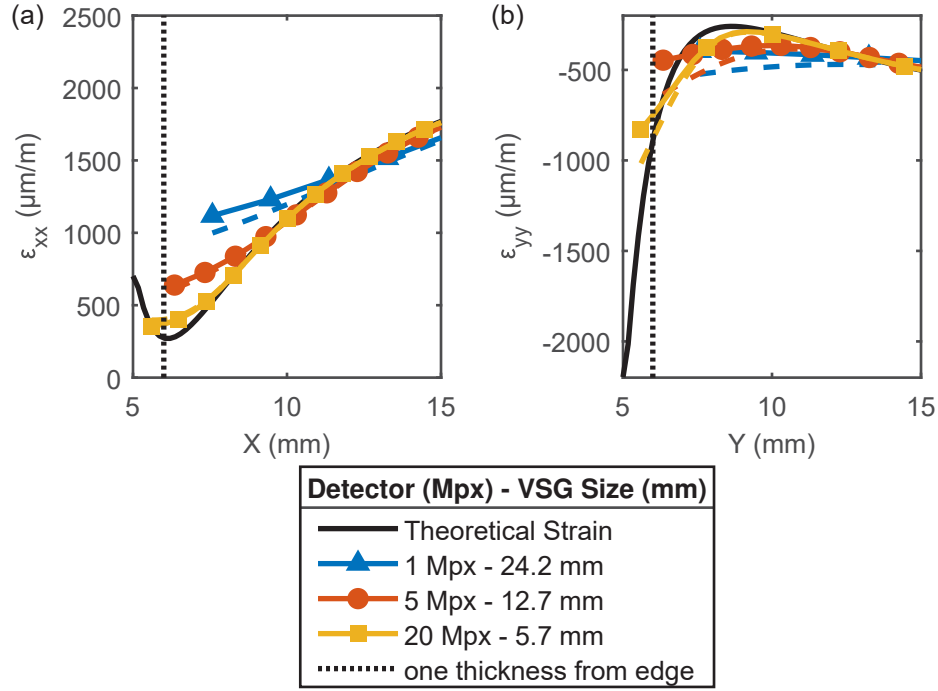 (a)
2500
2000
1500
1000
500
0
εxx (μm/m)
5
10
15
X (mm)
(b)
-500
-1000
-1500
-2000
εyy (μm/m)
5
10
15
Y (mm)
Detector (Mpx) - VSG Size (mm)
Theoretical Strain
1 Mpx - 24.2 mm
5 Mpx - 12.7 mm
20 Mpx - 5.7 mm
one thickness from edge